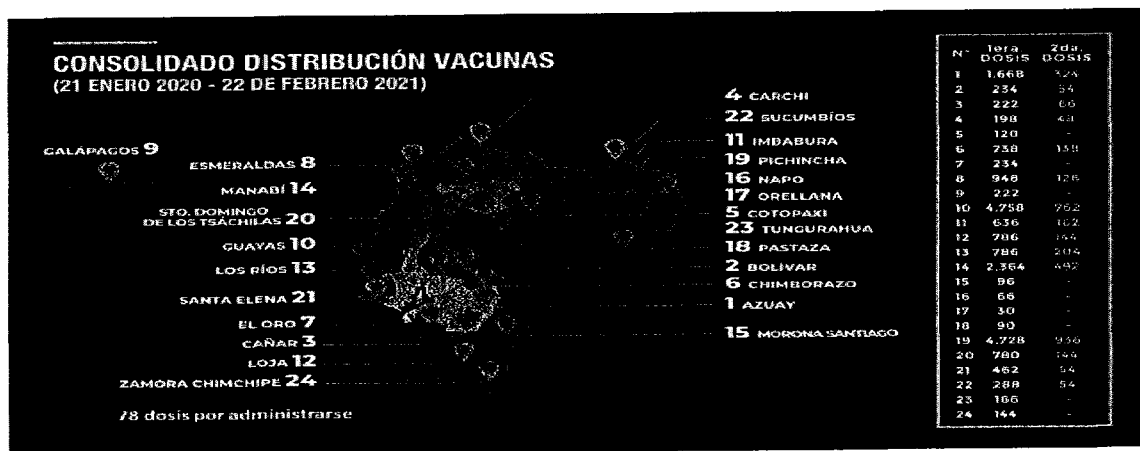 CONSOLIDADO DISTRIBUCIÓN VACUNAS
(21 ENERO 2020 - 22 DE FEBRERO 2021)
GALÁPAGOS 9
ESMERALDAS 8
MANABÍ 14
STO. DOMINGO
DE LOS TSÁCHILAS 20
GUAYAS 10
LOS RÍOS 13
SANTA ELENA 21
EL ORO 7
CAÑAR 3
LOJA 12
ZAMORA CHIMCHIPE 24
78 dosis por administrarse
4 CARCHI
22 SUCUMBÍOS
11 IMBABURA
19 PICHINCHA
16 NAPO
17 ORELLANA
5 COTOPAXI
23 TUNGURAHUA
18 PASTAZA
2 BOLÍVAR
6 CHIMBORAZO
1 AZUAY
15 MORONA SANTIAGO
N° 1era. DOSIS 2da. DOSIS
1 1.668 324
2 234 54
3 222 66
4 198 48
5 120 -
6 738 138
7 234 -
8 948 126
9 222 -
10 4.758 762
11 636 162
12 786 144
13 786 204
14 2.364 492
15 96 -
16 66 -
17 30 -
18 90 -
19 4.728 936
20 780 144
21 462 54
22 288 54
23 186 -
24 144 -